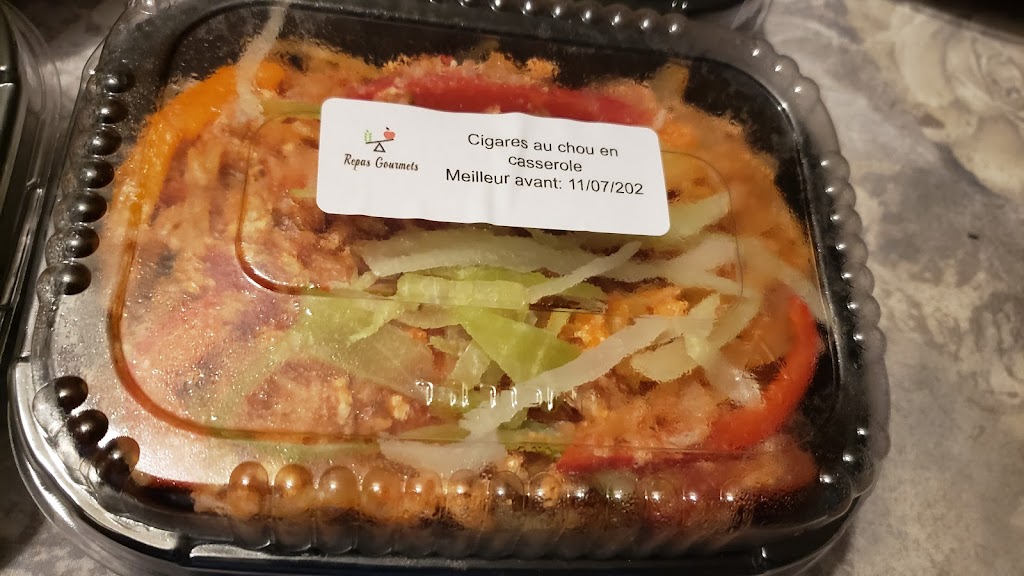 Repas Gourmets
Cigares au chou en
casserole
Meilleur avant: 11/07/202